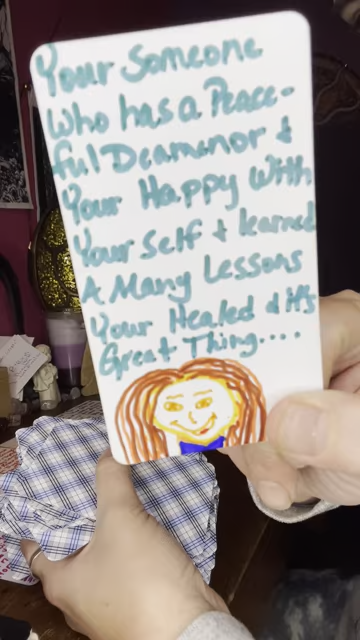 Your Someone
Who has a Peace-
ful Deaminor &
Your Happy With
Your Self & learned
A Many Lessons
Your Healed & it's
Great Thing....